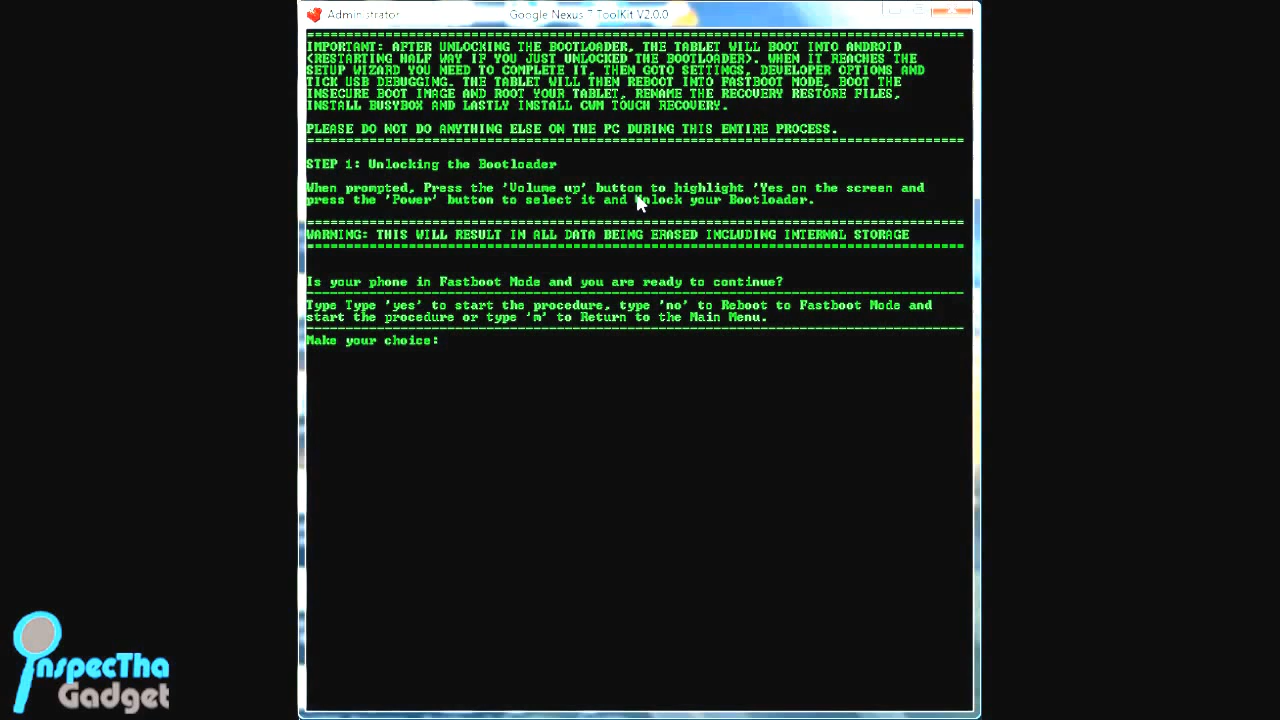 Administrator
Google Nexus 7 ToolKit V2.0.0
IMPORTANT: AFTER UNLOCKING THE BOOTLOADER, THE TABLET WILL BOOT INTO ANDROID
<RESTARTING HALF WAY IF YOU JUST UNLOCKED THE BOOTLOADER>. WHEN IT REACHES THE
SETUP WIZARD YOU NEED TO COMPLETE IT, THEN GOTO SETTINGS, DEVELOPER OPTIONS AND
TICK USB DEBUGGING. THE TABLET WILL THEN REBOOT INTO FASTBOOT MODE, BOOT THE
INSECURE BOOT IMAGE AND ROOT YOUR TABLET, RENAME THE RECOVERY RESTORE FILES,
INSTALL BUSYBOX AND LASTLY INSTALL CWM TOUCH RECOVERY.
PLEASE DO NOT DO ANYTHING ELSE ON THE PC DURING THIS ENTIRE PROCESS.
STEP 1: Unlocking the Bootloader
When prompted, Press the 'Volume up' button to highlight 'Yes on the screen and
press the 'Power' button to select it and Unlock your Bootloader.
WARNING: THIS WILL RESULT IN ALL DATA BEING ERASED INCLUDING INTERNAL STORAGE
Is your phone in Fastboot Mode and you are ready to continue?
Type Type 'yes' to start the procedure, type 'no' to Reboot to Fastboot Mode and
start the procedure or type 'm' to Return to the Main Menu.
Make your choice:
InspecTha
Gadget